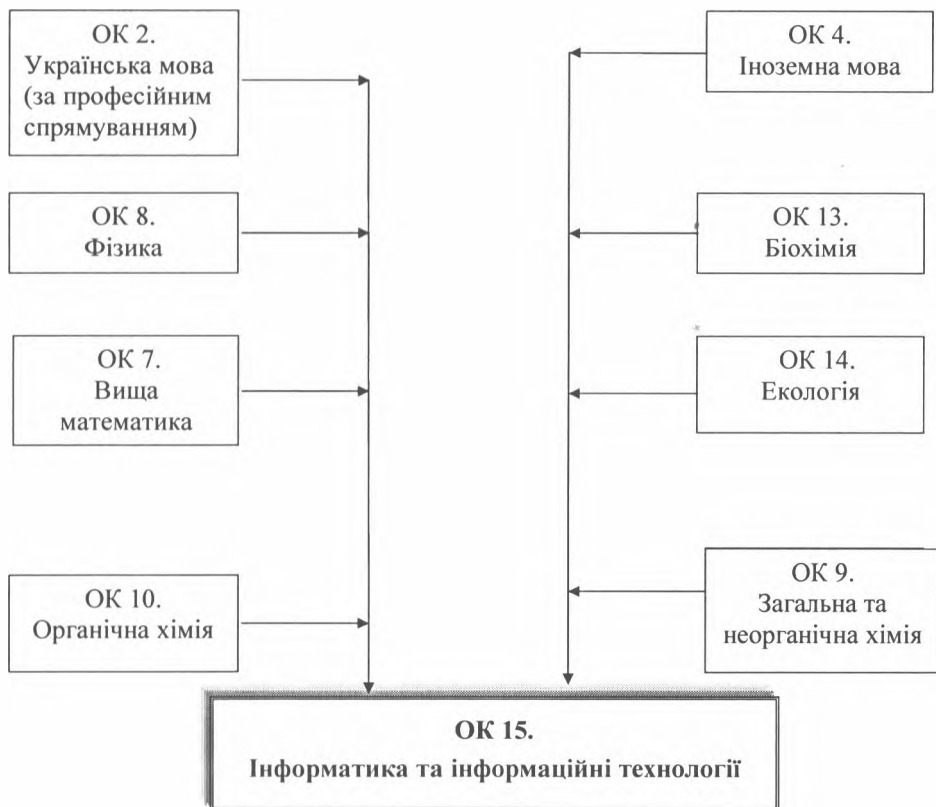 ОК 2.
Українська мова
(за професійним
спрямуванням)
ОК 4.
Іноземна мова
ОК 8.
Фізика
ОК 13.
Біохімія
ОК 7.
Вища
математика
ОК 14.
Екологія
ОК 10.
Органічна хімія
ОК 9.
Загальна та
неорганічна хімія
ОК 15.
Інформатика та інформаційні технології